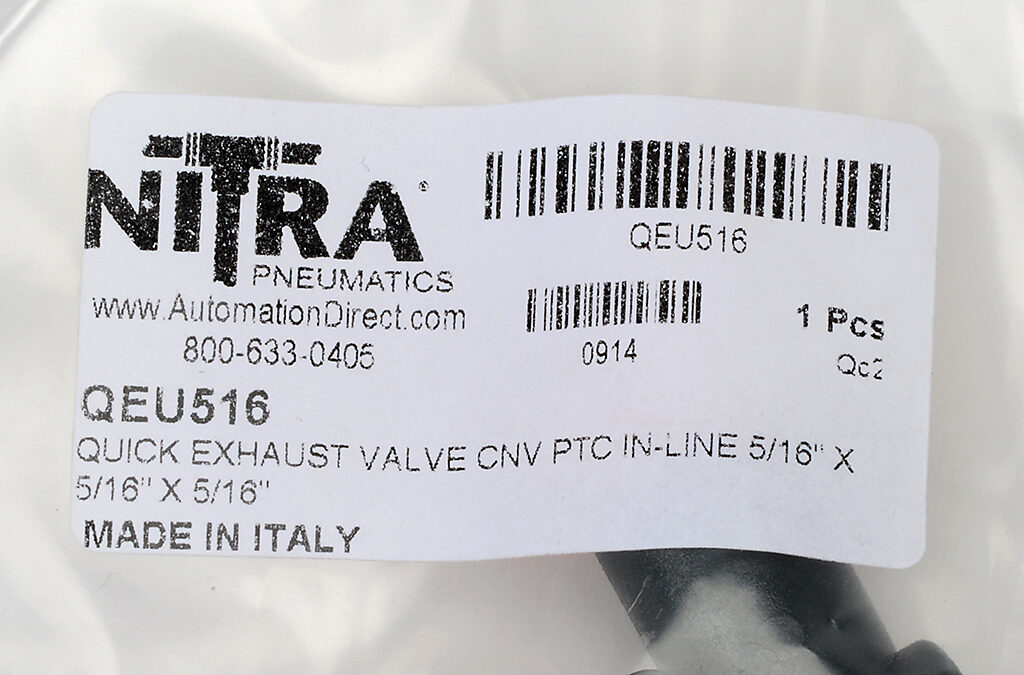 NITRA
PNEUMATICS
www.AutomationDirect.com
800-633-0405
QEU516
0914
1 Pcs
Qc2
QEU516
QUICK EXHAUST VALVE CNV PTC IN-LINE 5/16" X
5/16" X 5/16"
MADE IN ITALY